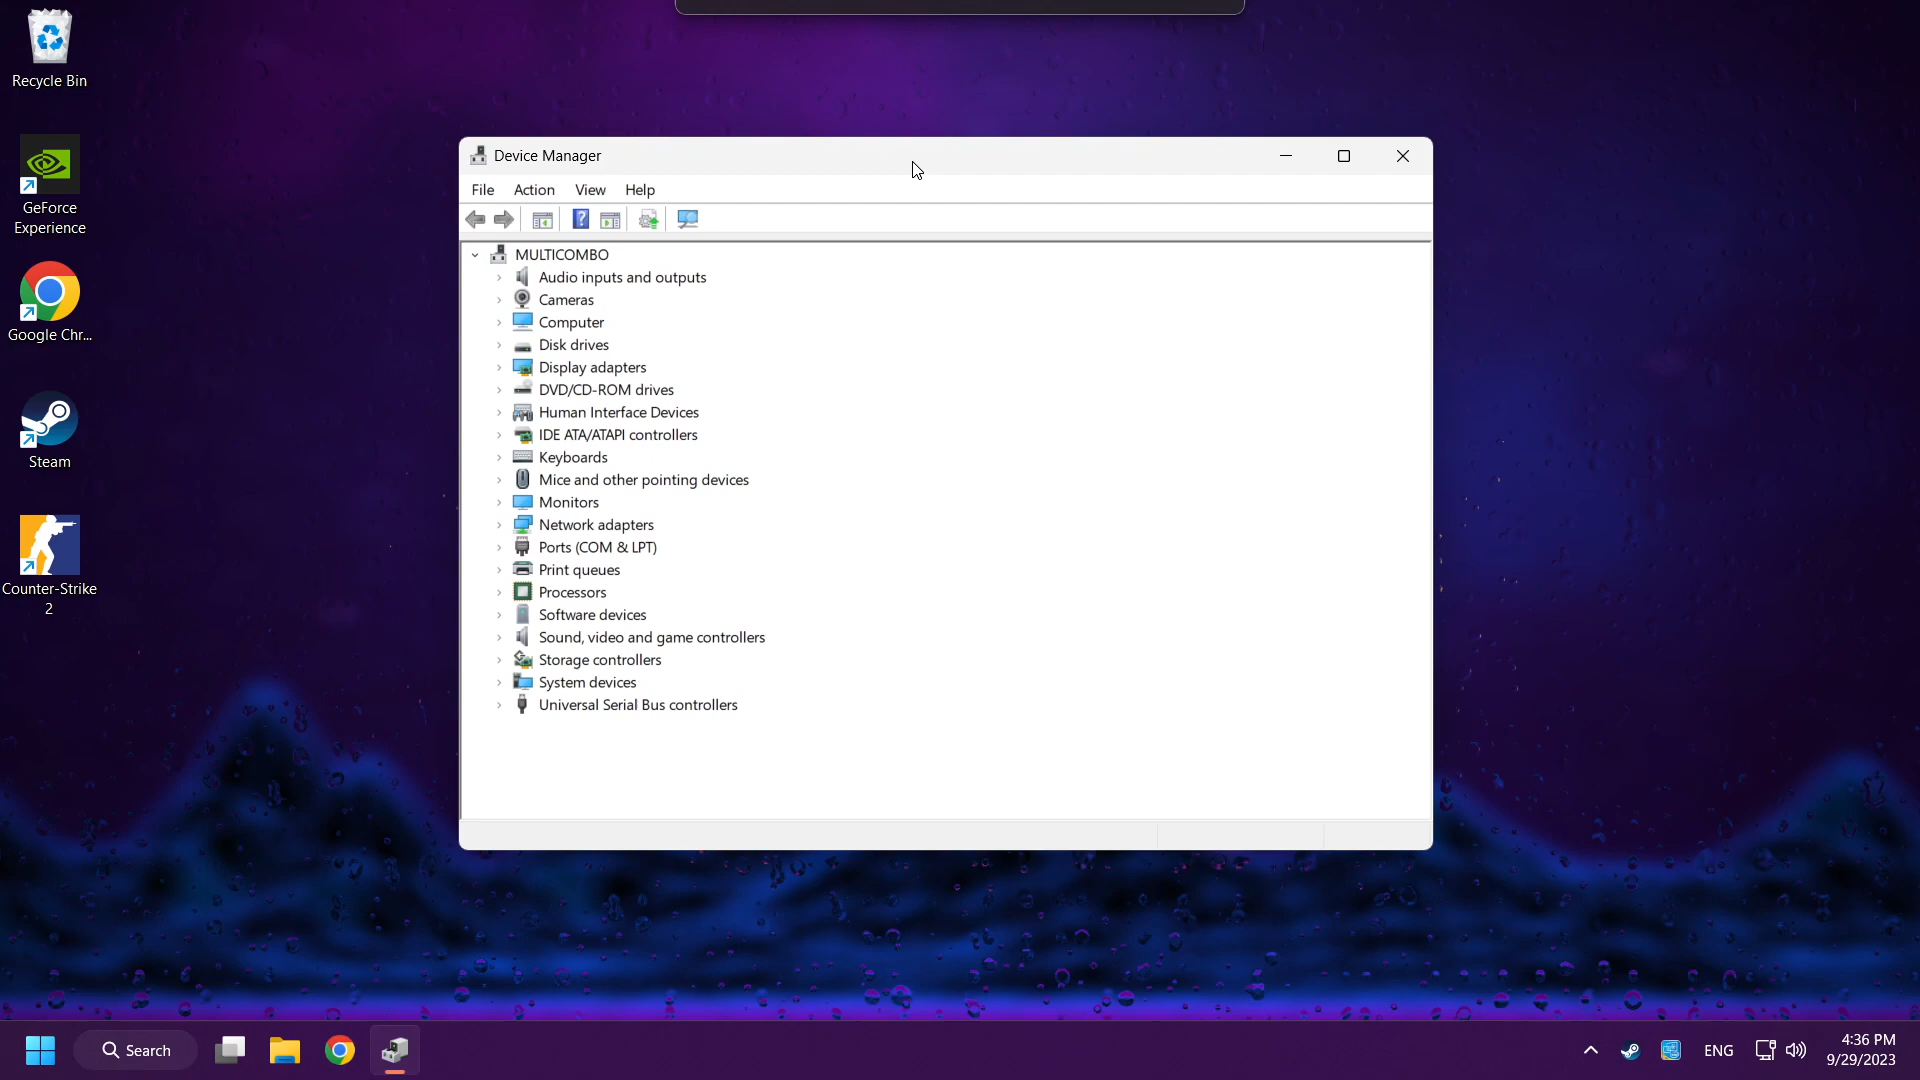 Recycle Bin
GeForce
Experience
Google Chr...
Steam
Counter-Strike
2
Device Manager
File Action View Help
MULTICOMBO
Audio inputs and outputs
Cameras
Computer
Disk drives
Display adapters
DVD/CD-ROM drives
Human Interface Devices
IDE ATA/ATAPI controllers
Keyboards
Mice and other pointing devices
Monitors
Network adapters
Ports (COM & LPT)
Print queues
Processors
Software devices
Sound, video and game controllers
Storage controllers
System devices
Universal Serial Bus controllers
Search
ENG
4:36 PM
9/29/2023